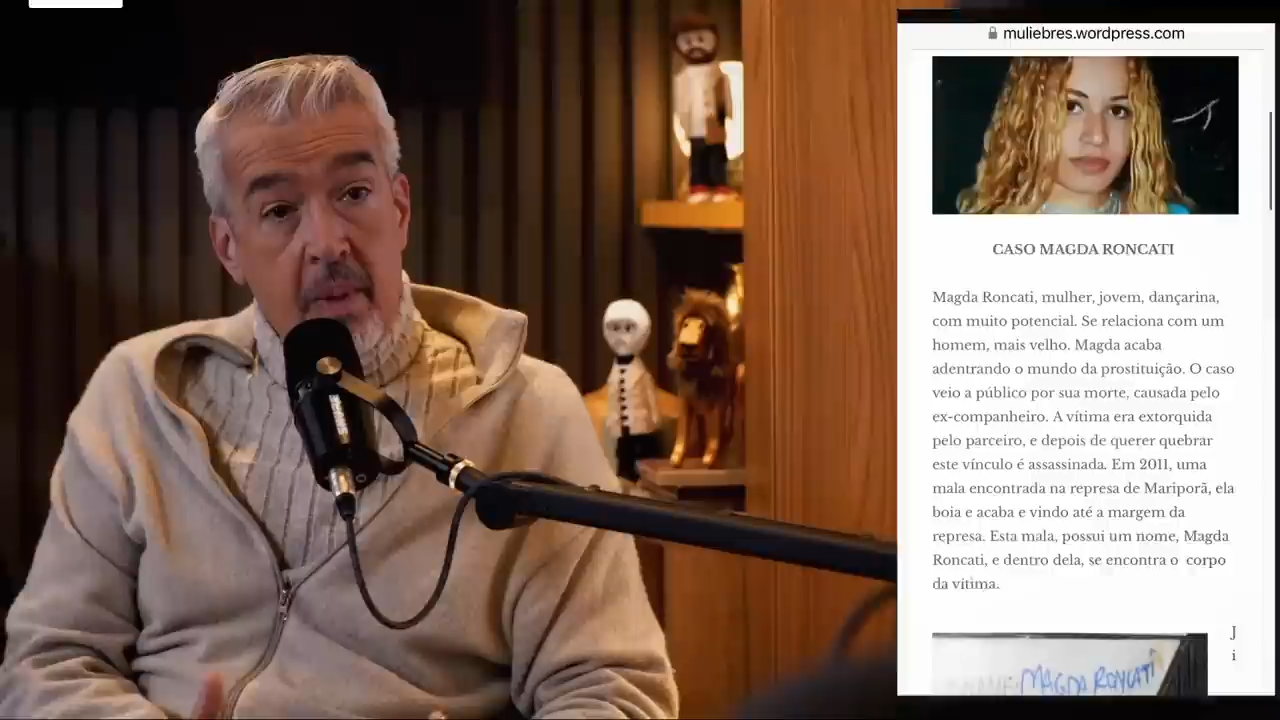 muliebres.wordpress.com
CASO MAGDA RONCATI
Magda Roncati, mulher, jovem, dançarina,
com muito potencial. Se relaciona com um
homem, mais velho. Magda acaba
adentrando o mundo da prostituição. O caso
veio a público por sua morte, causada pelo
ex-companheiro. A vítima era extorquida
pelo parceiro, e depois de querer quebrar
este vínculo é assassinada. Em 2011, uma
mala encontrada na represa de Mariporã, ela
boia e acaba e vindo até a margem da
represa. Esta mala, possui um nome, Magda
Roncati, e dentro dela, se encontra o corpo
da vítima.
J
i
MAGDA RONCATI